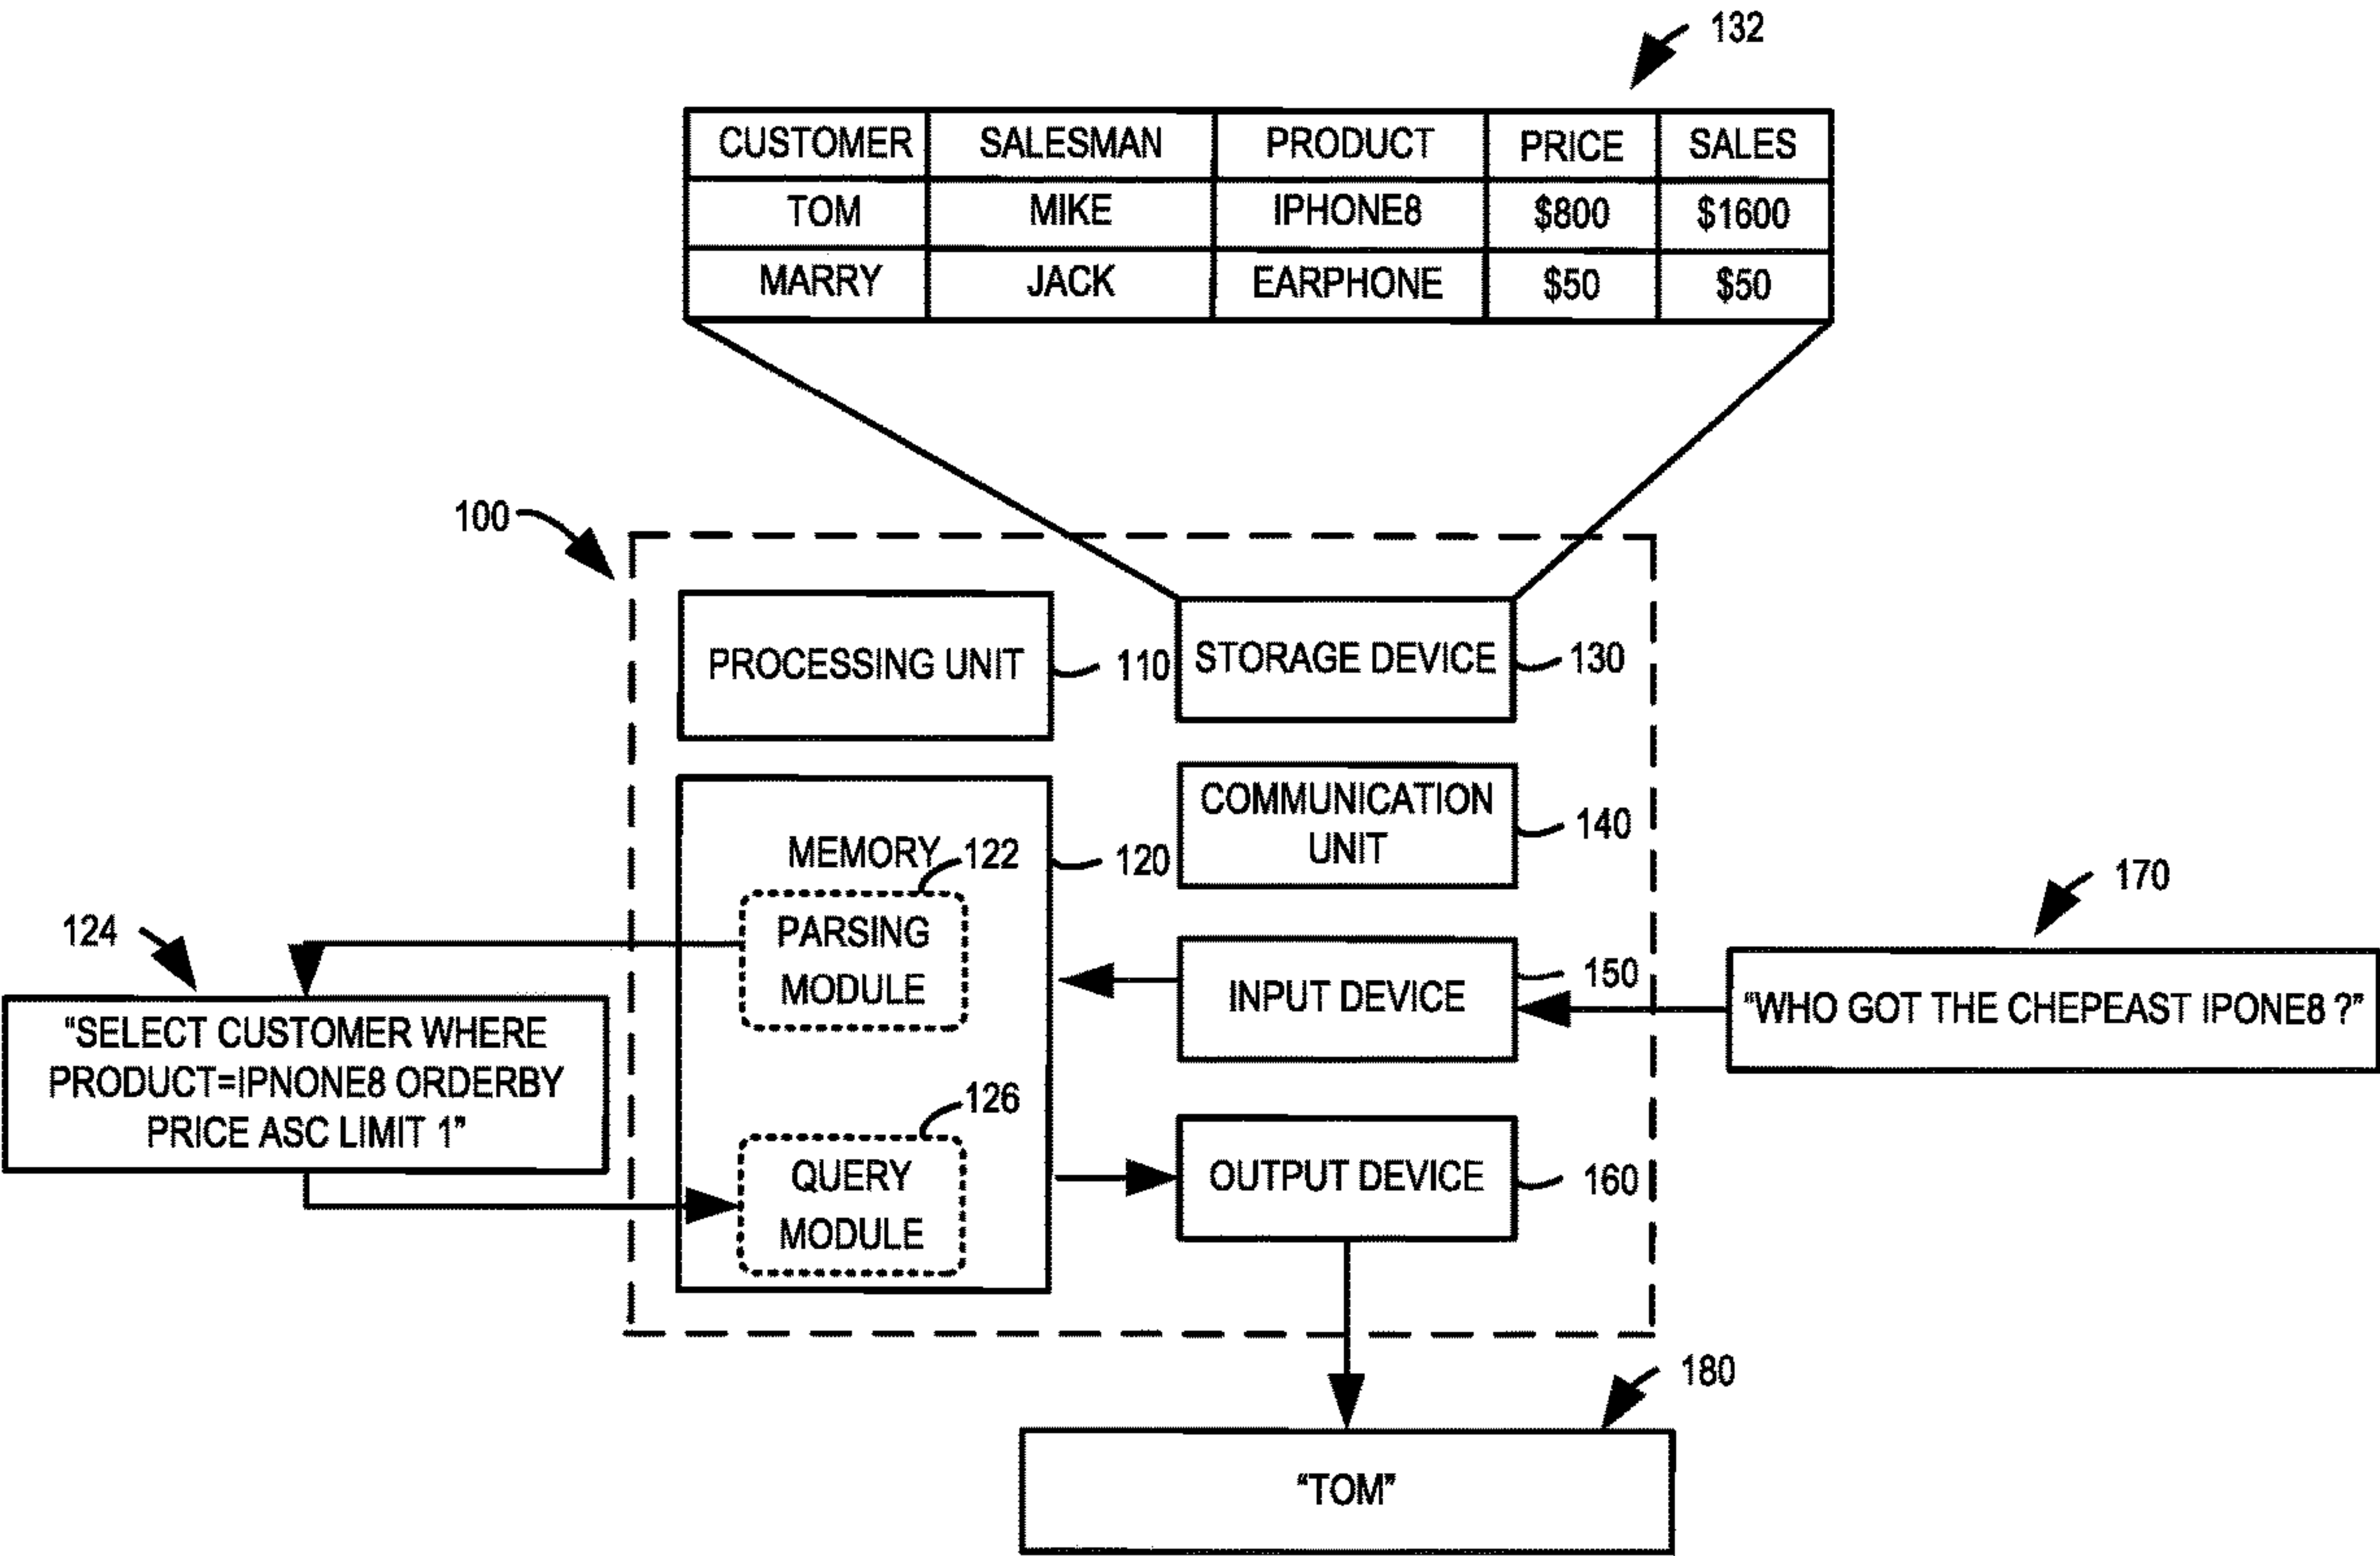 132
CUSTOMER SALESMAN PRODUCT PRICE SALES
TOM MIKE IPHONE8 $800 $1600
MARRY JACK EARPHONE $50 $50
100
PROCESSING UNIT
110
STORAGE DEVICE
130
COMMUNICATION
UNIT
140
MEMORY
120
122
PARSING
MODULE
124
“SELECT CUSTOMER WHERE
PRODUCT=IPNONE8 ORDERBY
PRICE ASC LIMIT 1”
126
QUERY
MODULE
INPUT DEVICE
150
170
“WHO GOT THE CHEPEAST IPONE8 ?”
OUTPUT DEVICE
160
180
“TOM”